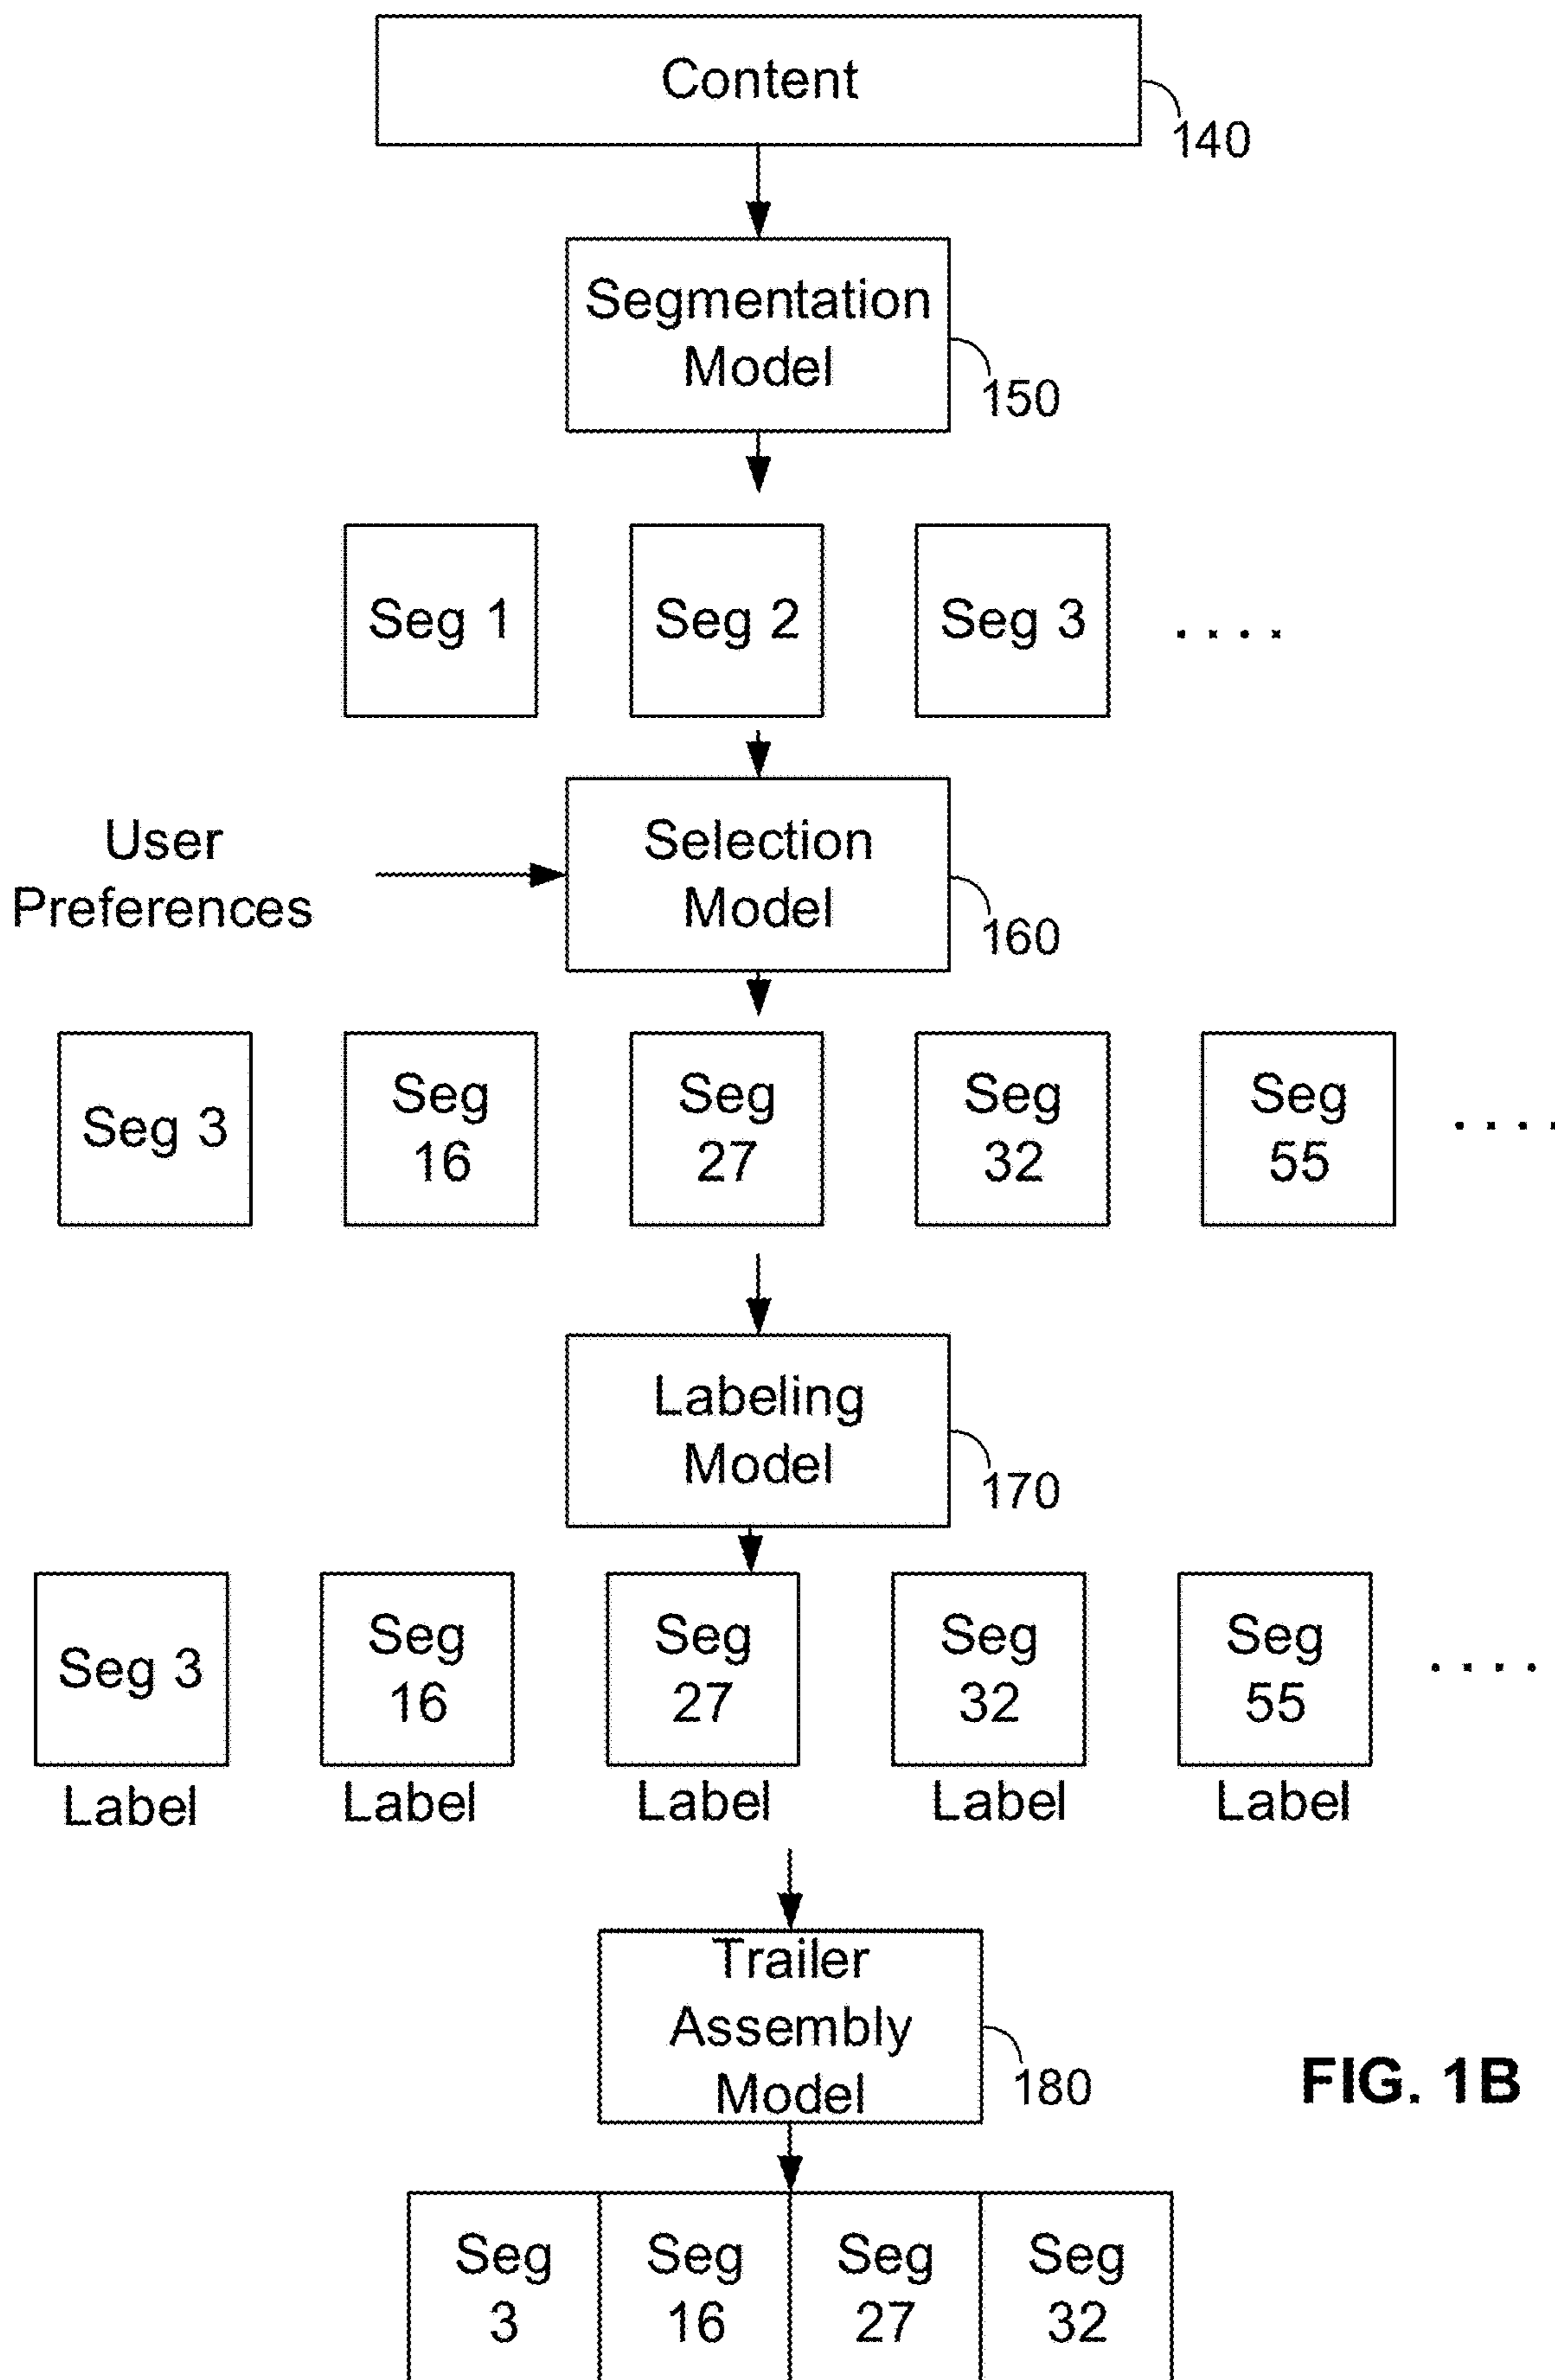 Content
140
Segmentation
Model
150
Seg 1 Seg 2 Seg 3 ....
User
Preferences
Selection
Model
160
Seg 3 Seg
16 Seg
27 Seg
32 Seg
55 ....
Labeling
Model
170
Seg 3 Seg
16 Seg
27 Seg
32 Seg
55 ....
Label Label Label Label Label
Trailer
Assembly
Model
180
FIG. 1B
Seg
3 Seg
16 Seg
27 Seg
32